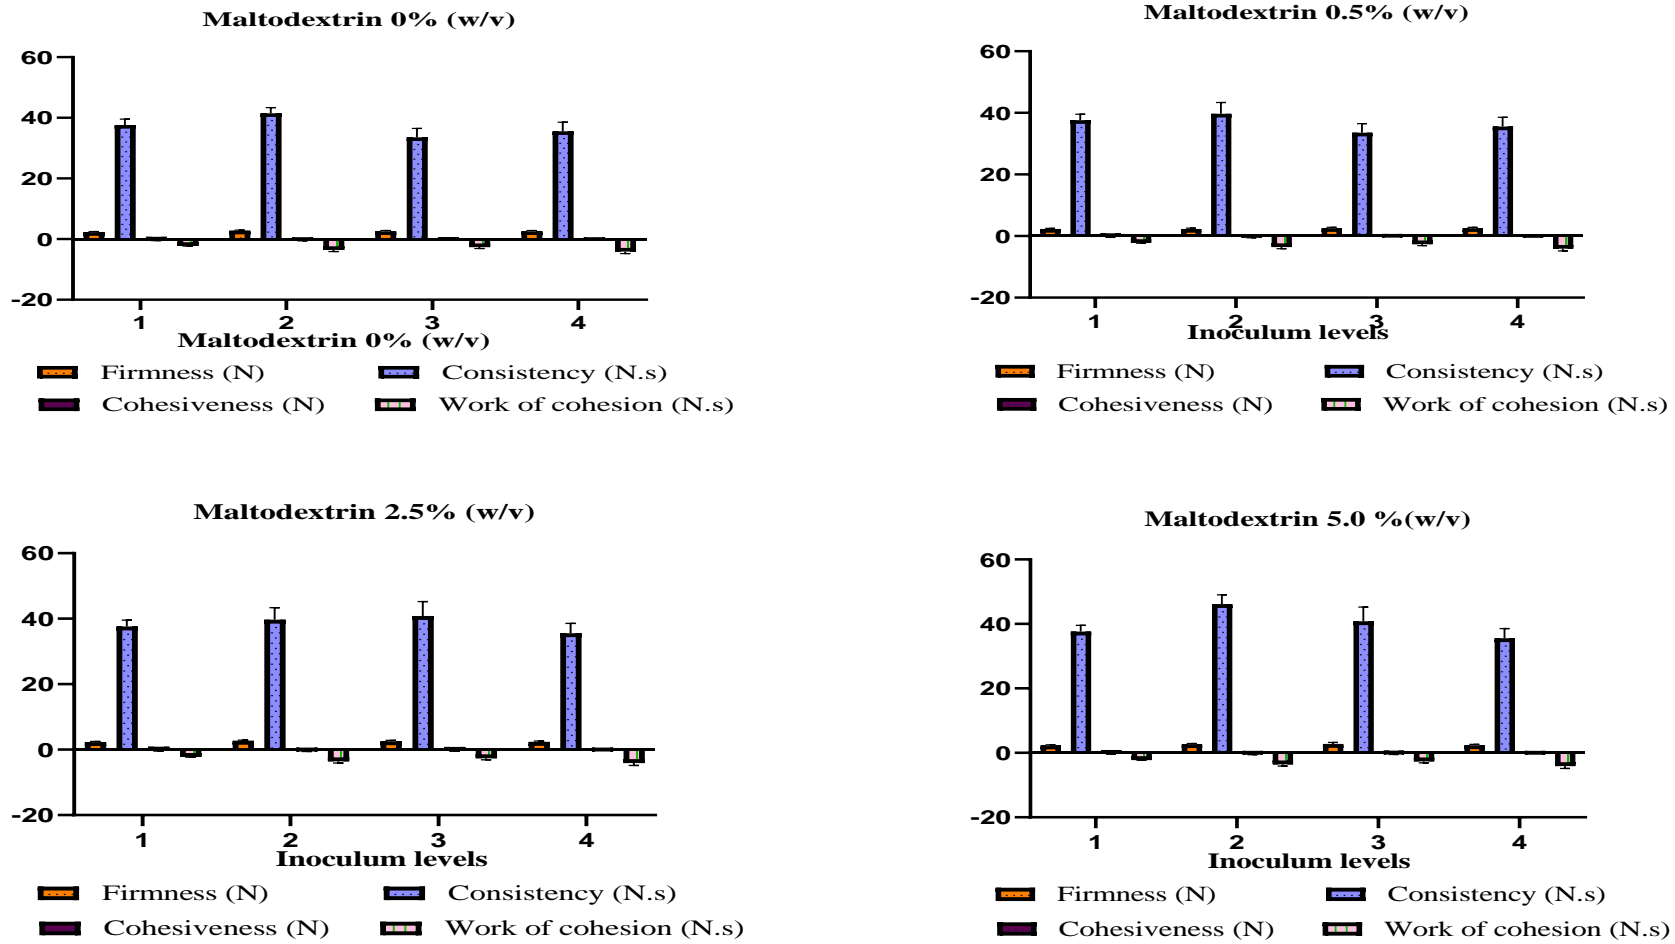 Maltodextrin 0% (w/v)
60
40
20
0
-20
1 2 3 4
Maltodextrin 0% (w/v)
Firmness (N) Consistency (N.s)
Cohesiveness (N) Work of cohesion (N.s)
Maltodextrin 0.5% (w/v)
60
40
20
0
-20
1 2 3 4
Inoculum levels
Firmness (N) Consistency (N.s)
Cohesiveness (N) Work of cohesion (N.s)
Maltodextrin 2.5% (w/v)
60
40
20
0
-20
1 2 3 4
Inoculum levels
Firmness (N) Consistency (N.s)
Cohesiveness (N) Work of cohesion (N.s)
Maltodextrin 5.0 %(w/v)
60
40
20
0
-20
1 2 3 4
Inoculum levels
Firmness (N) Consistency (N.s)
Cohesiveness (N) Work of cohesion (N.s)